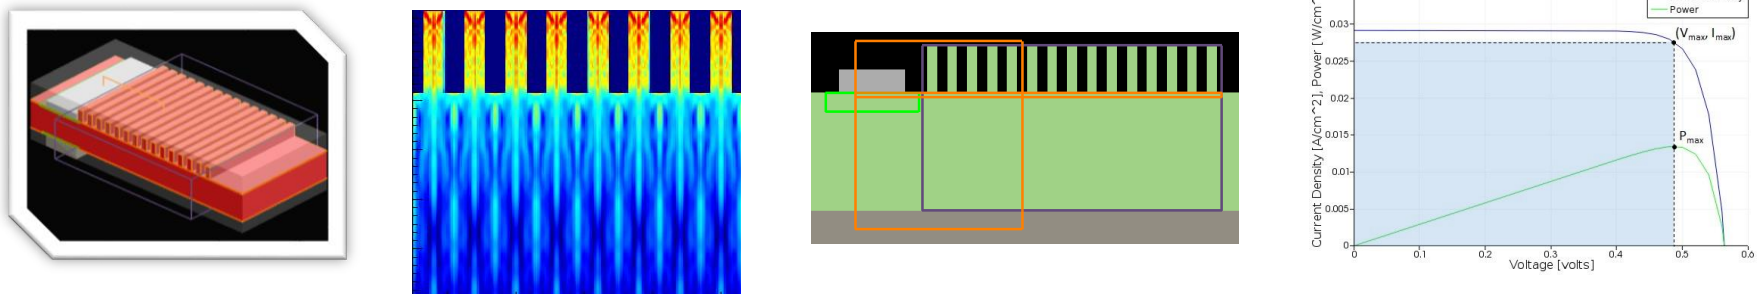 Power
(Vmax, Imax)
Pmax
Current Density [A/cm^2], Power [W/cm^
0.03
0.025
0.02
0.015
0.01
0.005
0
0 0.1 0.2 0.3 0.4 0.5 0.6
Voltage [volts]